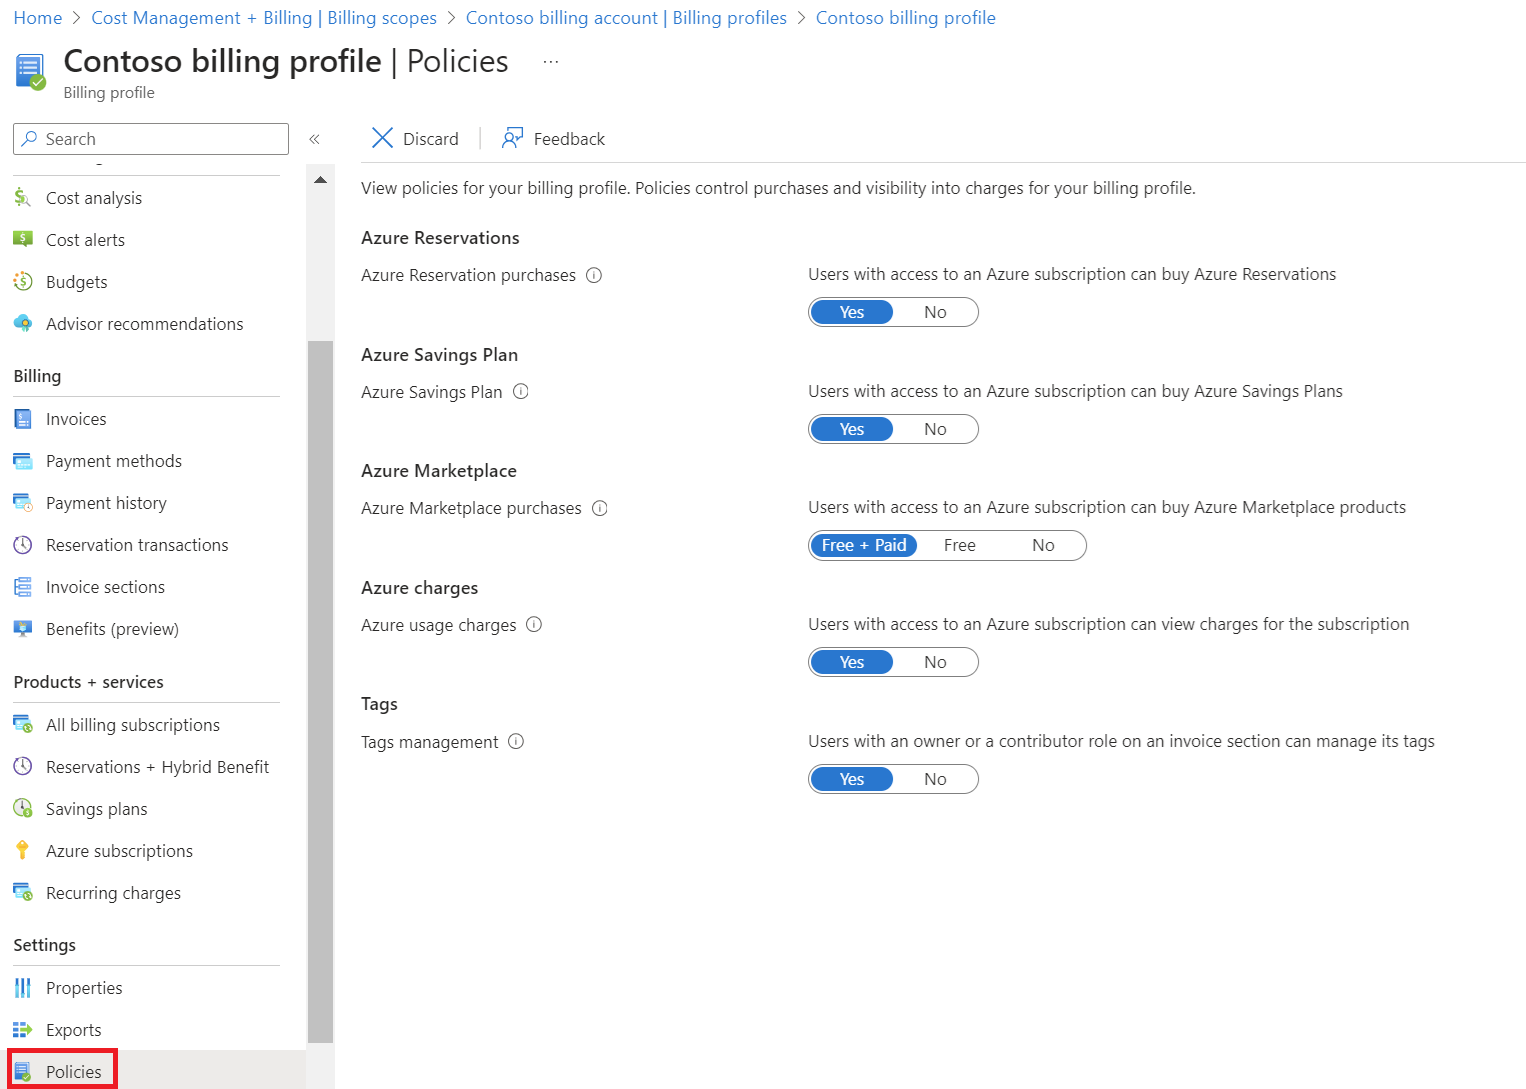 Home > Cost Management + Billing | Billing scopes > Contoso billing account | Billing profiles > Contoso billing profile
Contoso billing profile | Policies ...
Billing profile
Search «
Discard
Feedback
Cost analysis
Cost alerts
Budgets
Advisor recommendations
Billing
Invoices
Payment methods
Payment history
Reservation transactions
Invoice sections
Benefits (preview)
Products + services
All billing subscriptions
Reservations + Hybrid Benefit
Savings plans
Azure subscriptions
Recurring charges
Settings
Properties
Exports
Policies
View policies for your billing profile. Policies control purchases and visibility into charges for your billing profile.
Azure Reservations
Azure Reservation purchases
Users with access to an Azure subscription can buy Azure Reservations
Yes No
Azure Savings Plan
Azure Savings Plan
Users with access to an Azure subscription can buy Azure Savings Plans
Yes No
Azure Marketplace
Azure Marketplace purchases
Users with access to an Azure subscription can buy Azure Marketplace products
Free + Paid Free No
Azure charges
Azure usage charges
Users with access to an Azure subscription can view charges for the subscription
Yes No
Tags
Tags management
Users with an owner or a contributor role on an invoice section can manage its tags
Yes No